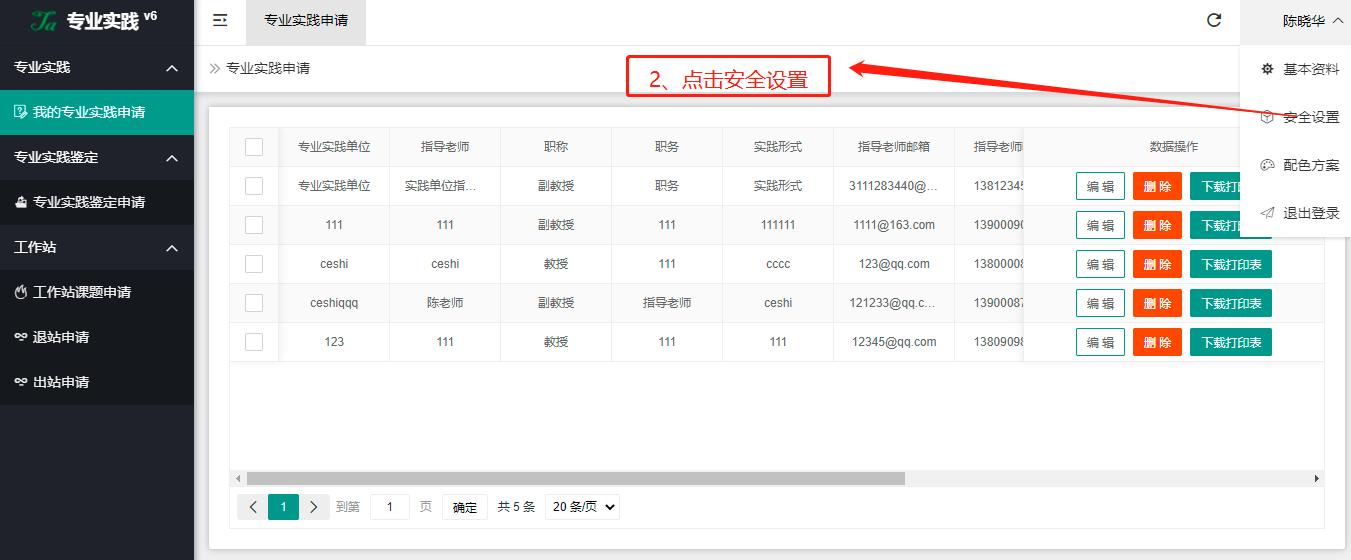 Ta 专业实践 v6
专业实践申请
陈晓华
专业实践
我的专业实践申请
专业实践鉴定
专业实践鉴定申请
工作站
工作站课题申请
退站申请
出站申请
专业实践申请
2、点击安全设置
基本资料
安全设置
配色方案
退出登录
专业实践单位 指导老师 职称 职务 实践形式 指导老师邮箱 指导老师 数据操作
专业实践单位 实践单位指... 副教授 职务 实践形式 3111283440@... 13812345 编 辑 删 除 下载打印
111 111 副教授 111 111111 1111@163.com 1390009 编 辑 删 除 下载打印表
ceshi ceshi 教授 111 cccc 123@qq.com 1380008 编 辑 删 除 下载打印表
ceshiqqq 陈老师 副教授 指导老师 ceshi 121233@qq.c... 13900087 编 辑 删 除 下载打印表
123 111 教授 111 111 12345@qq.com 1380909 编 辑 删 除 下载打印表
1 到第 1 页 确定 共 5 条 20 条/页